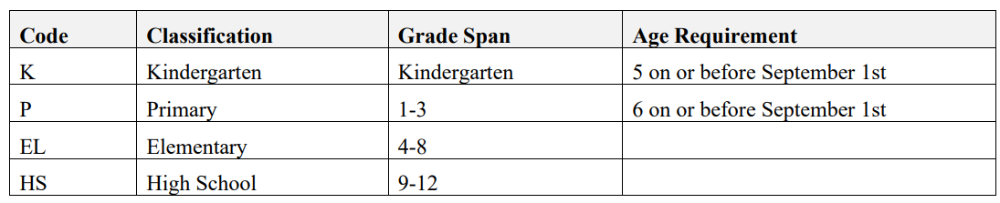 Code Classification Grade Span Age Requirement
K Kindergarten Kindergarten 5 on or before September 1st
P Primary 1-3 6 on or before September 1st
EL Elementary 4-8
HS High School 9-12